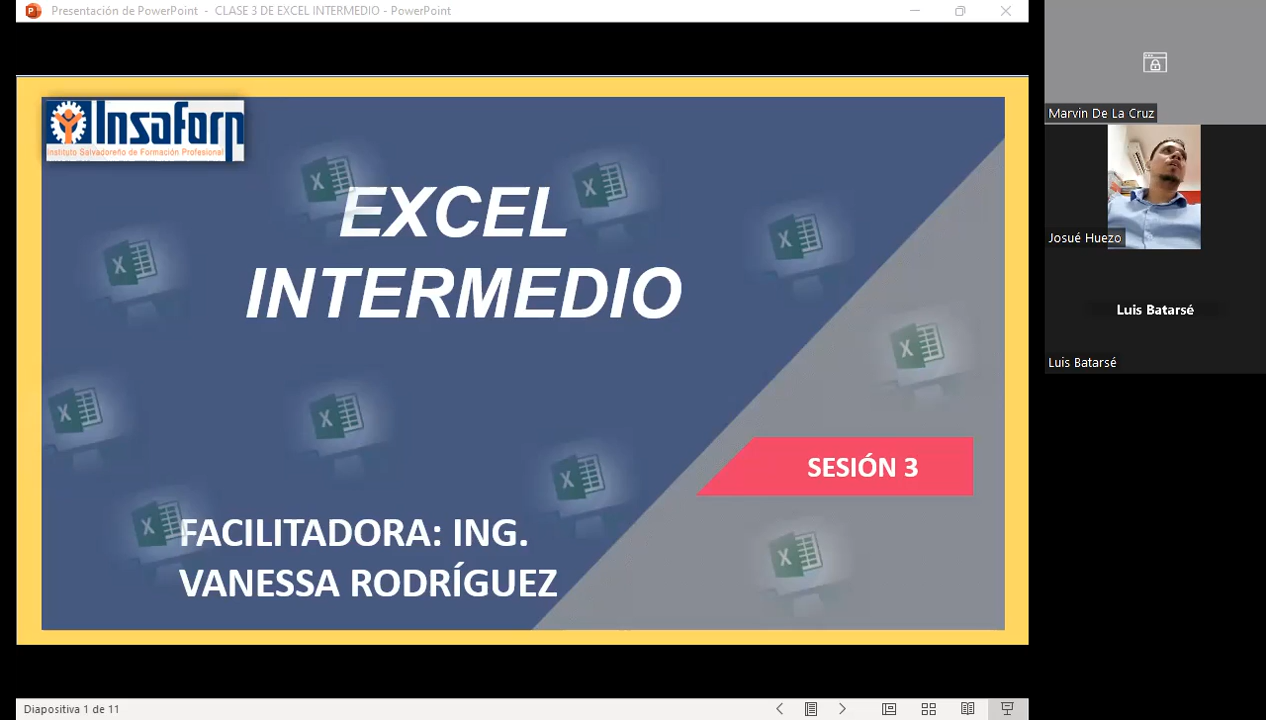 Presentación de PowerPoint - CLASE 3 DE EXCEL INTERMEDIO - PowerPoint
Insaforp
Instituto Salvadoreño de Formación Profesional
EXCEL
INTERMEDIO
SESIÓN 3
FACILITADORA: ING.
VANESSA RODRÍGUEZ
Diapositiva 1 de 11
Marvin De La Cruz
Josué Huezo
Luis Batarsé
Luis Batarsé